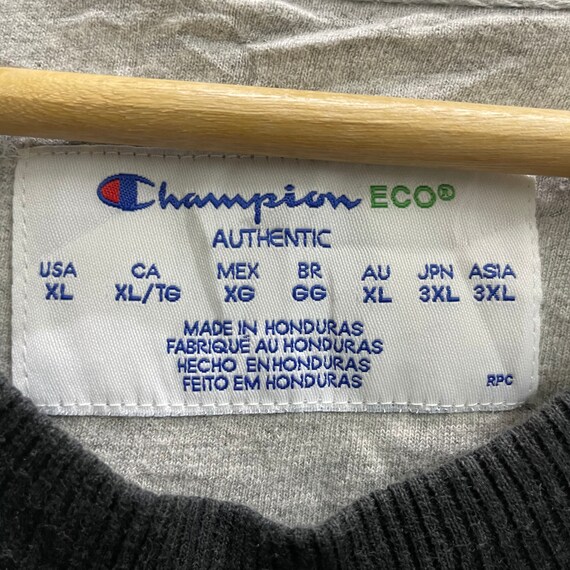 Champion ECO®
AUTHENTIC
USA CA MEX BR AU JPN ASIA
XL XL/TG XG GG XL 3XL 3XL
MADE IN HONDURAS
FABRIQUÉ AU HONDURAS
HECHO EN HONDURAS
FEITO EM HONDURAS
RPC